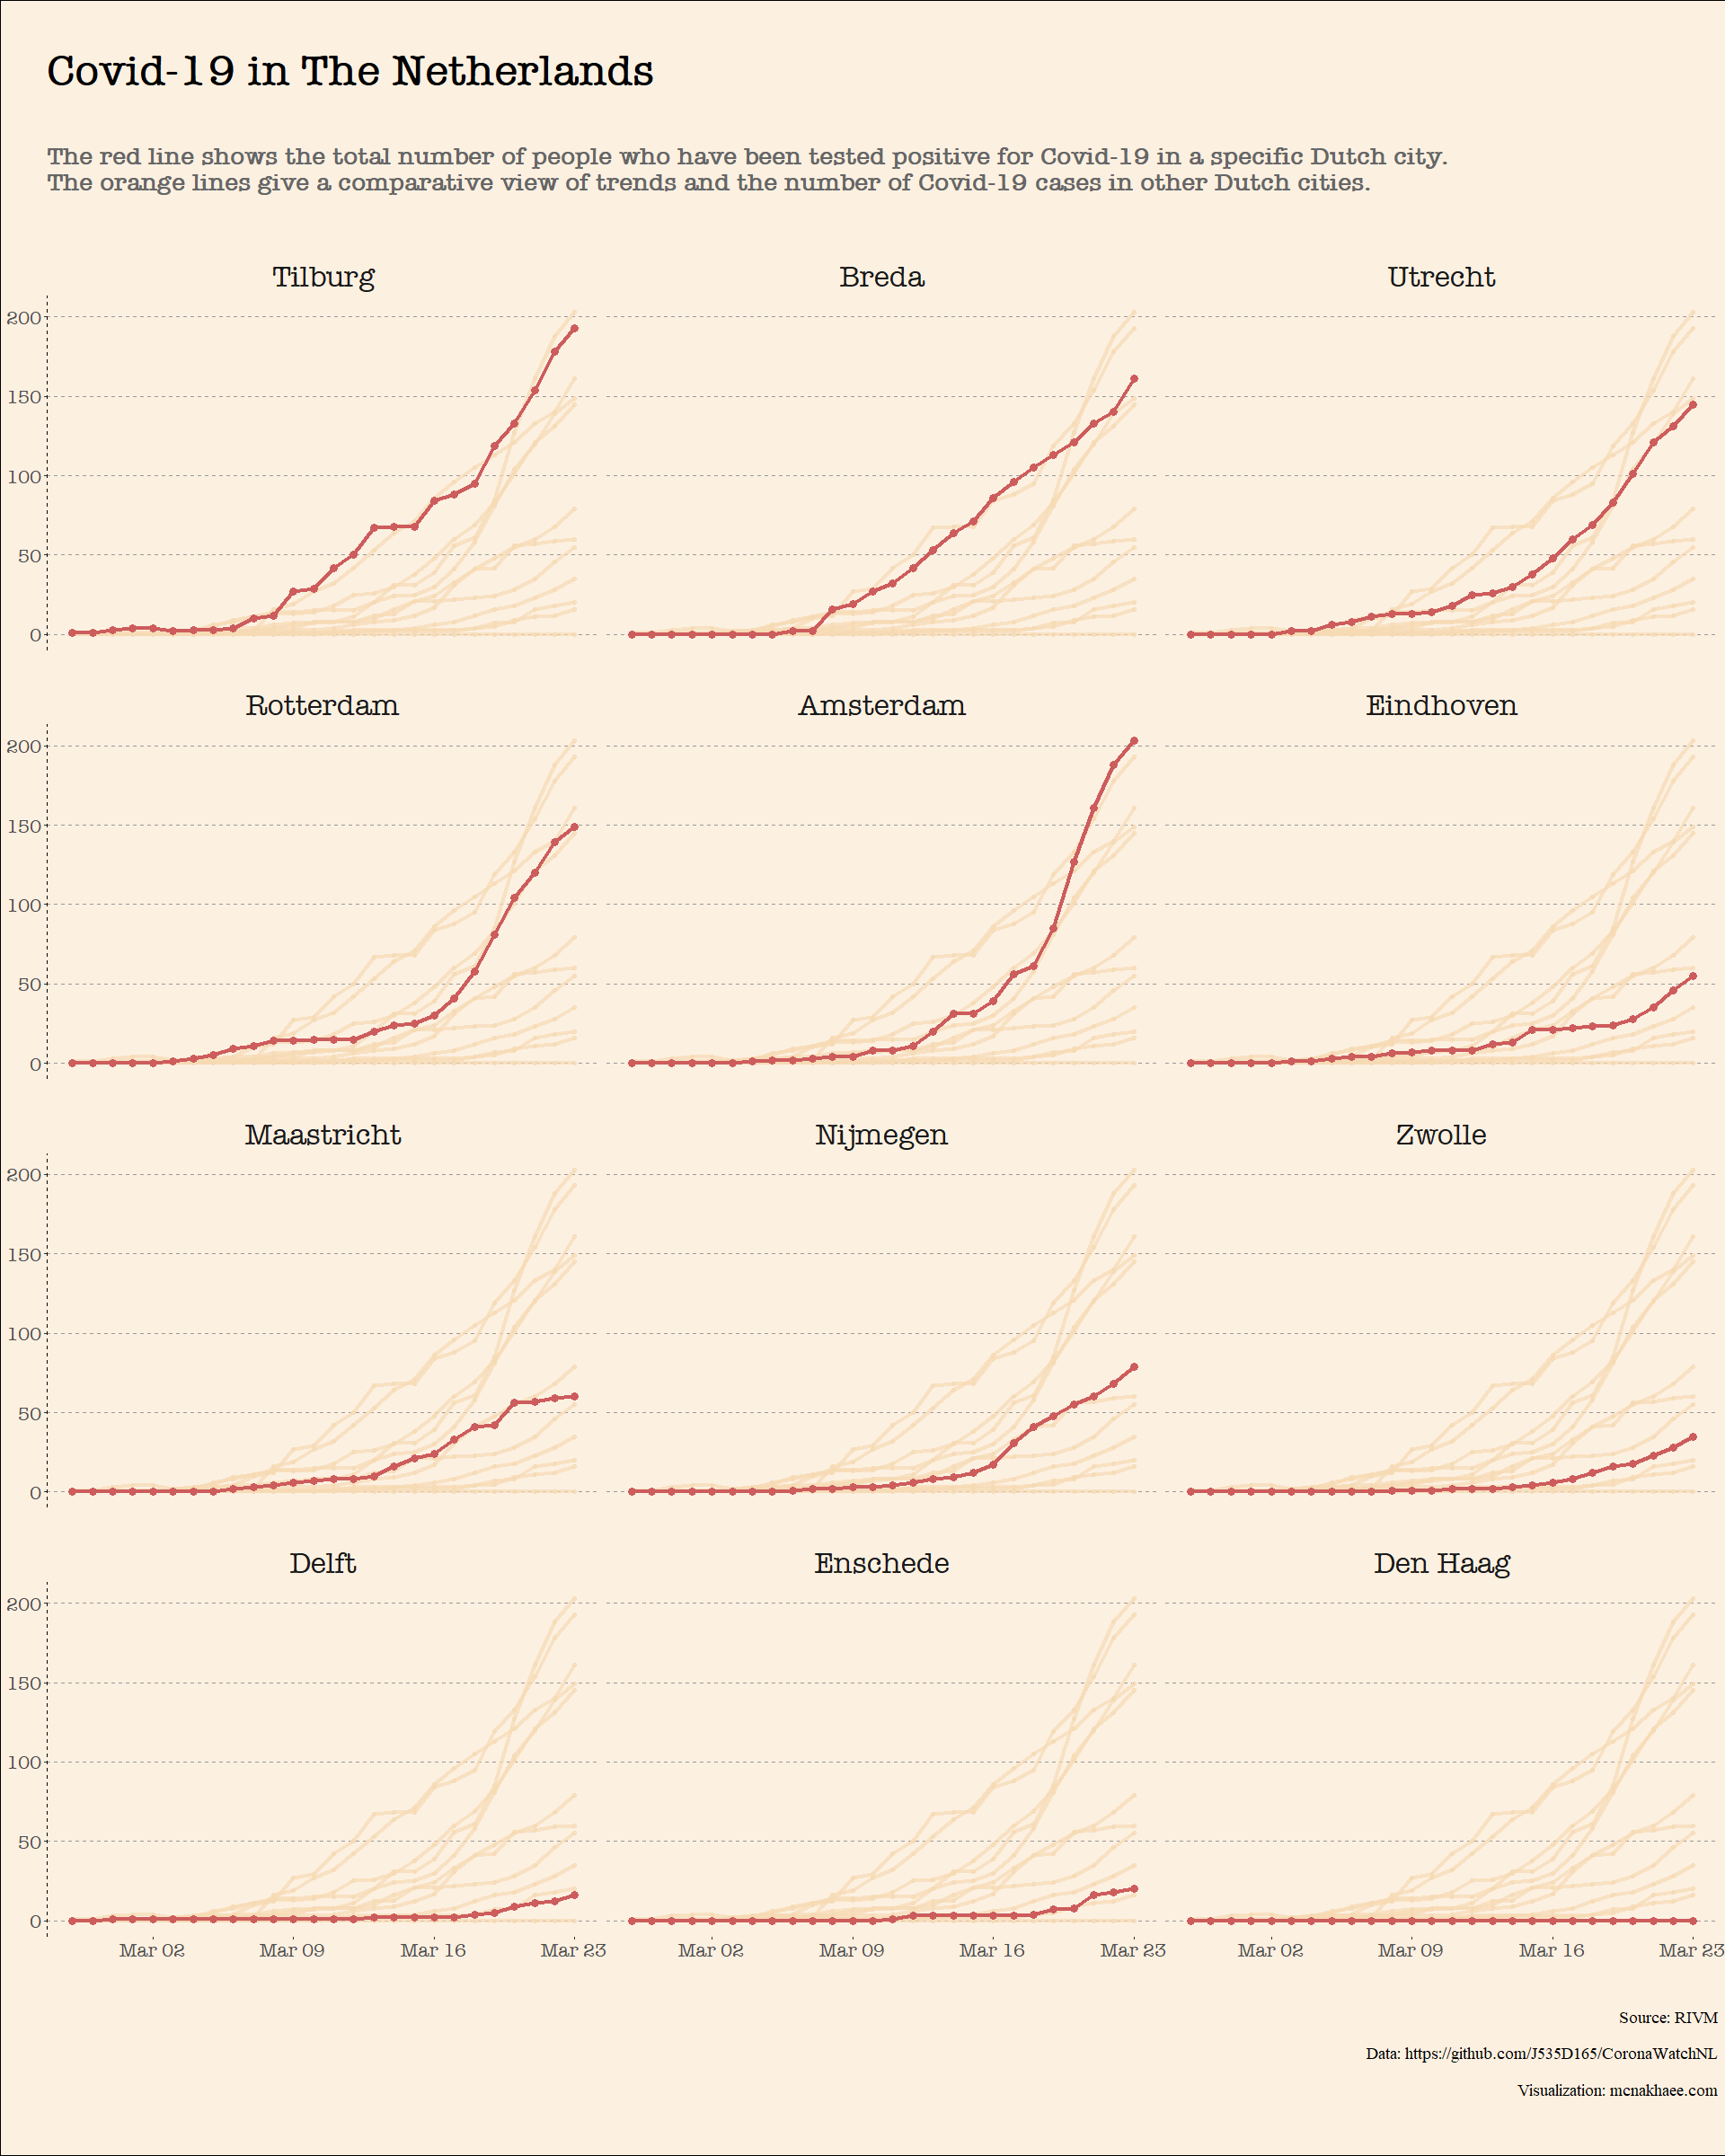 Covid-19 in The Netherlands
The red line shows the total number of people who have been tested positive for Covid-19 in a specific Dutch city.
The orange lines give a comparative view of trends and the number of Covid-19 cases in other Dutch cities.
Tilburg Breda Utrecht
200
150
100
50
0
Rotterdam Amsterdam Eindhoven
200
150
100
50
0
Maastricht Nijmegen Zwolle
200
150
100
50
0
Delft Enschede Den Haag
200
150
100
50
0
Mar 02 Mar 09 Mar 16 Mar 23 Mar 02 Mar 09 Mar 16 Mar 23 Mar 02 Mar 09 Mar 16 Mar 23
Source: RIVM
Data: https://github.com/J535D165/CoronaWatchNL
Visualization: mcnakhaee.com